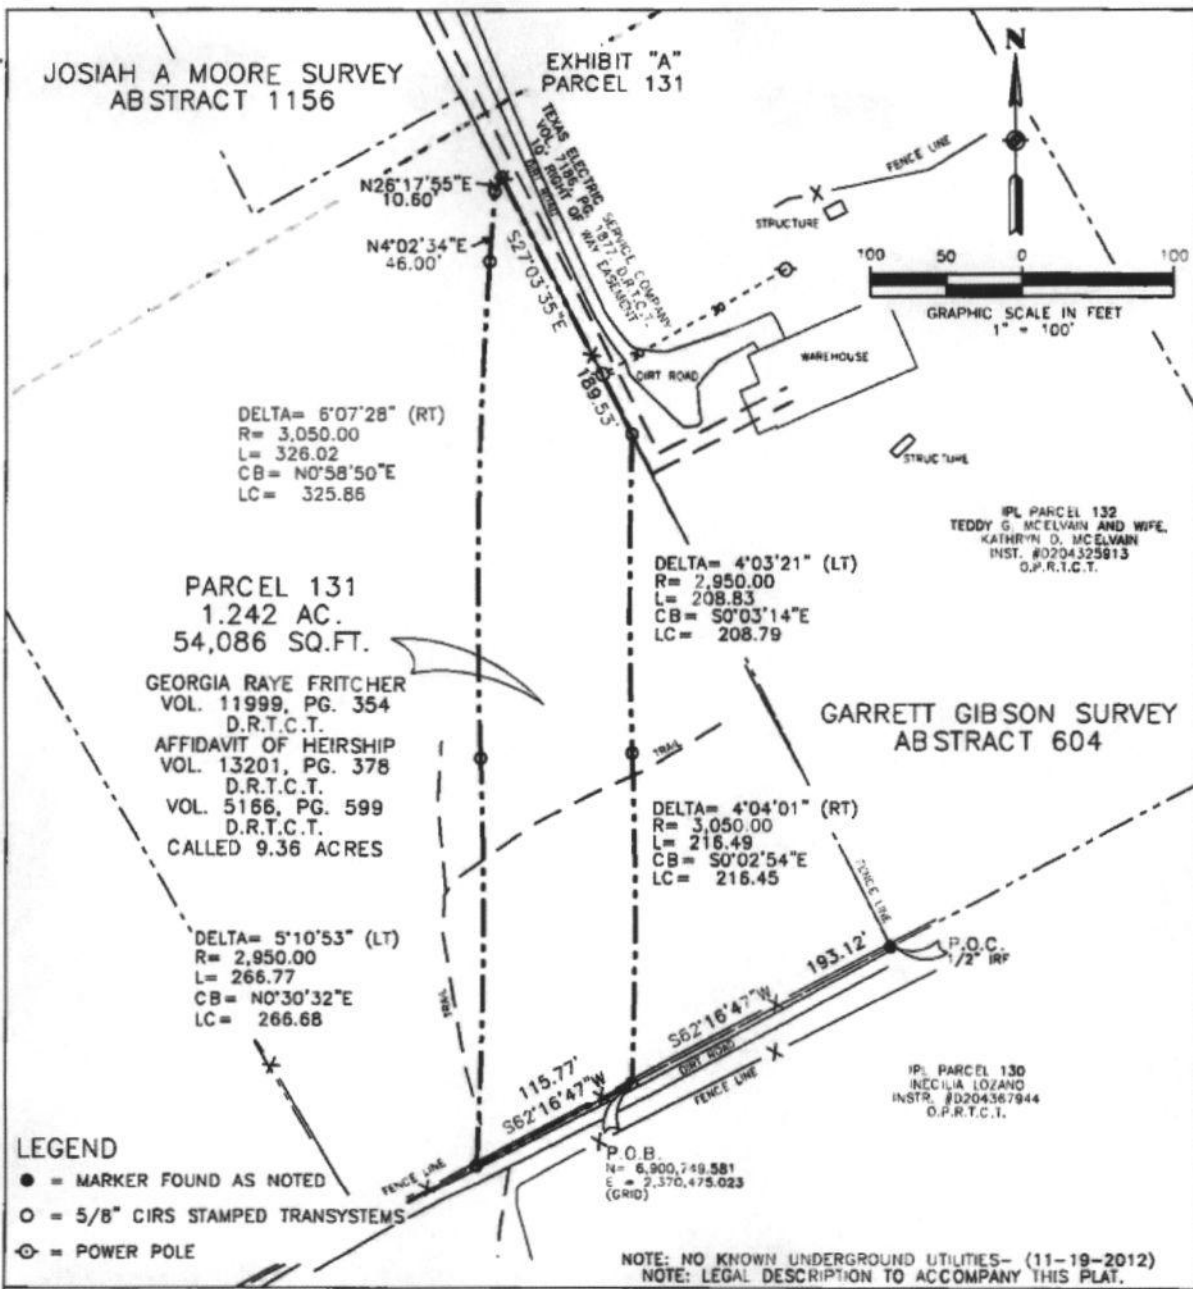 EXHIBIT "A"
PARCEL 131
JOSIAH A MOORE SURVEY
ABSTRACT 1156
N
TEXAS ELECTRIC SERVICE COMPANY
VOL. 7186, PG. 1877, D.R.T.C.T.
10' RIGHT OF WAY EASEMENT
DIRT ROAD
FENCE LINE
STRUCTURE
N26°17'55"E
10.60'
N4°02'34"E
46.00'
S27°03'35"E
189.53'
100 50 0 100
GRAPHIC SCALE IN FEET
1" = 100'
WAREHOUSE
DIRT ROAD
STRUCTURE
DELTA= 6°07'28" (RT)
R= 3,050.00
L= 326.02
CB= N0°58'50"E
LC= 325.86
IPL PARCEL 132
TEDDY G. MCELVAIN AND WIFE,
KATHRYN D. MCELVAIN
INST. #D204325913
O.P.R.T.C.T.
DELTA= 4°03'21" (LT)
R= 2,950.00
L= 208.83
CB= S0°03'14"E
LC= 208.79
PARCEL 131
1.242 AC.
54,086 SQ.FT.
GEORGIA RAYE FRITCHER
VOL. 11999, PG. 354
D.R.T.C.T.
AFFIDAVIT OF HEIRSHIP
VOL. 13201, PG. 378
D.R.T.C.T.
VOL. 5166, PG. 599
D.R.T.C.T.
CALLED 9.36 ACRES
GARRETT GIBSON SURVEY
ABSTRACT 604
TRAIL
DELTA= 4°04'01" (RT)
R= 3,050.00
L= 216.49
CB= S0°02'54"E
LC= 216.45
FENCE LINE
DELTA= 5°10'53" (LT)
R= 2,950.00
L= 266.77
CB= N0°30'32"E
LC= 266.68
TRAIL
P.O.C.
1/2" IRF
193.12'
S62°16'47"W
DIRT ROAD
FENCE LINE
115.77'
S62°16'47"W
IPL PARCEL 130
INECILIA LOZANO
INSTR. #D204367944
O.P.R.T.C.T.
P.O.B.
N= 6,900,749.581
E = 2,370,475.023
(GRID)
FENCE LINE
LEGEND
● = MARKER FOUND AS NOTED
○ = 5/8" CIRS STAMPED TRANSYSTEMS
= POWER POLE
NOTE: NO KNOWN UNDERGROUND UTILITIES- (11-19-2012)
NOTE: LEGAL DESCRIPTION TO ACCOMPANY THIS PLAT.